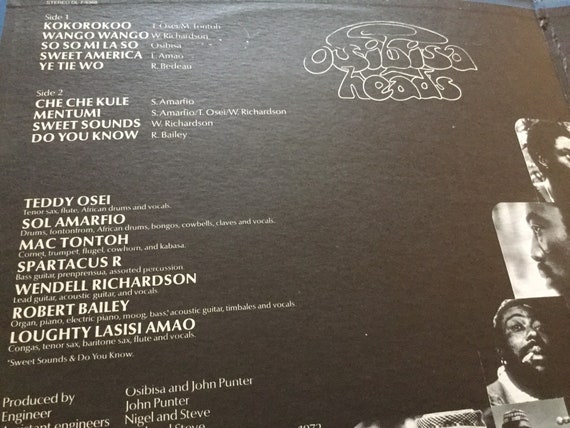 STEREO DL 7-5368
Side 1
KOKOROKOO T. Osei/M. Tontoh
WANGO WANGO W. Richardson
SO SO MI LA SO Osibisa
SWEET AMERICA L. Amao
YE TIE WO R. Bedeau
Side 2
CHE CHE KULE S. Amarfio
MENTUMI S. Amarfio/T. Osei/W. Richardson
SWEET SOUNDS W. Richardson
DO YOU KNOW R. Bailey
Osibisa
heads
TEDDY OSEI
Tenor sax, flute, African drums and vocals.
SOL AMARFIO
Drums, fontonfrom, African drums, bongos, cowbells, claves and vocals.
MAC TONTOH
Cornet, trumpet, flugel, cowhorn, and kabasa.
SPARTACUS R
Bass guitar, prenprensua, assorted percussion.
WENDELL RICHARDSON
Lead guitar, acoustic guitar, and vocals.
ROBERT BAILEY
Organ, piano, electric piano, moog, bass,* acoustic guitar, timbales and vocals.
LOUGHTY LASISI AMAO
Congas, tenor sax, baritone sax, flute and vocals.
*Sweet Sounds & Do You Know.
Produced by Osibisa and John Punter
Engineer John Punter
Assistant engineers Nigel and Steve
1972